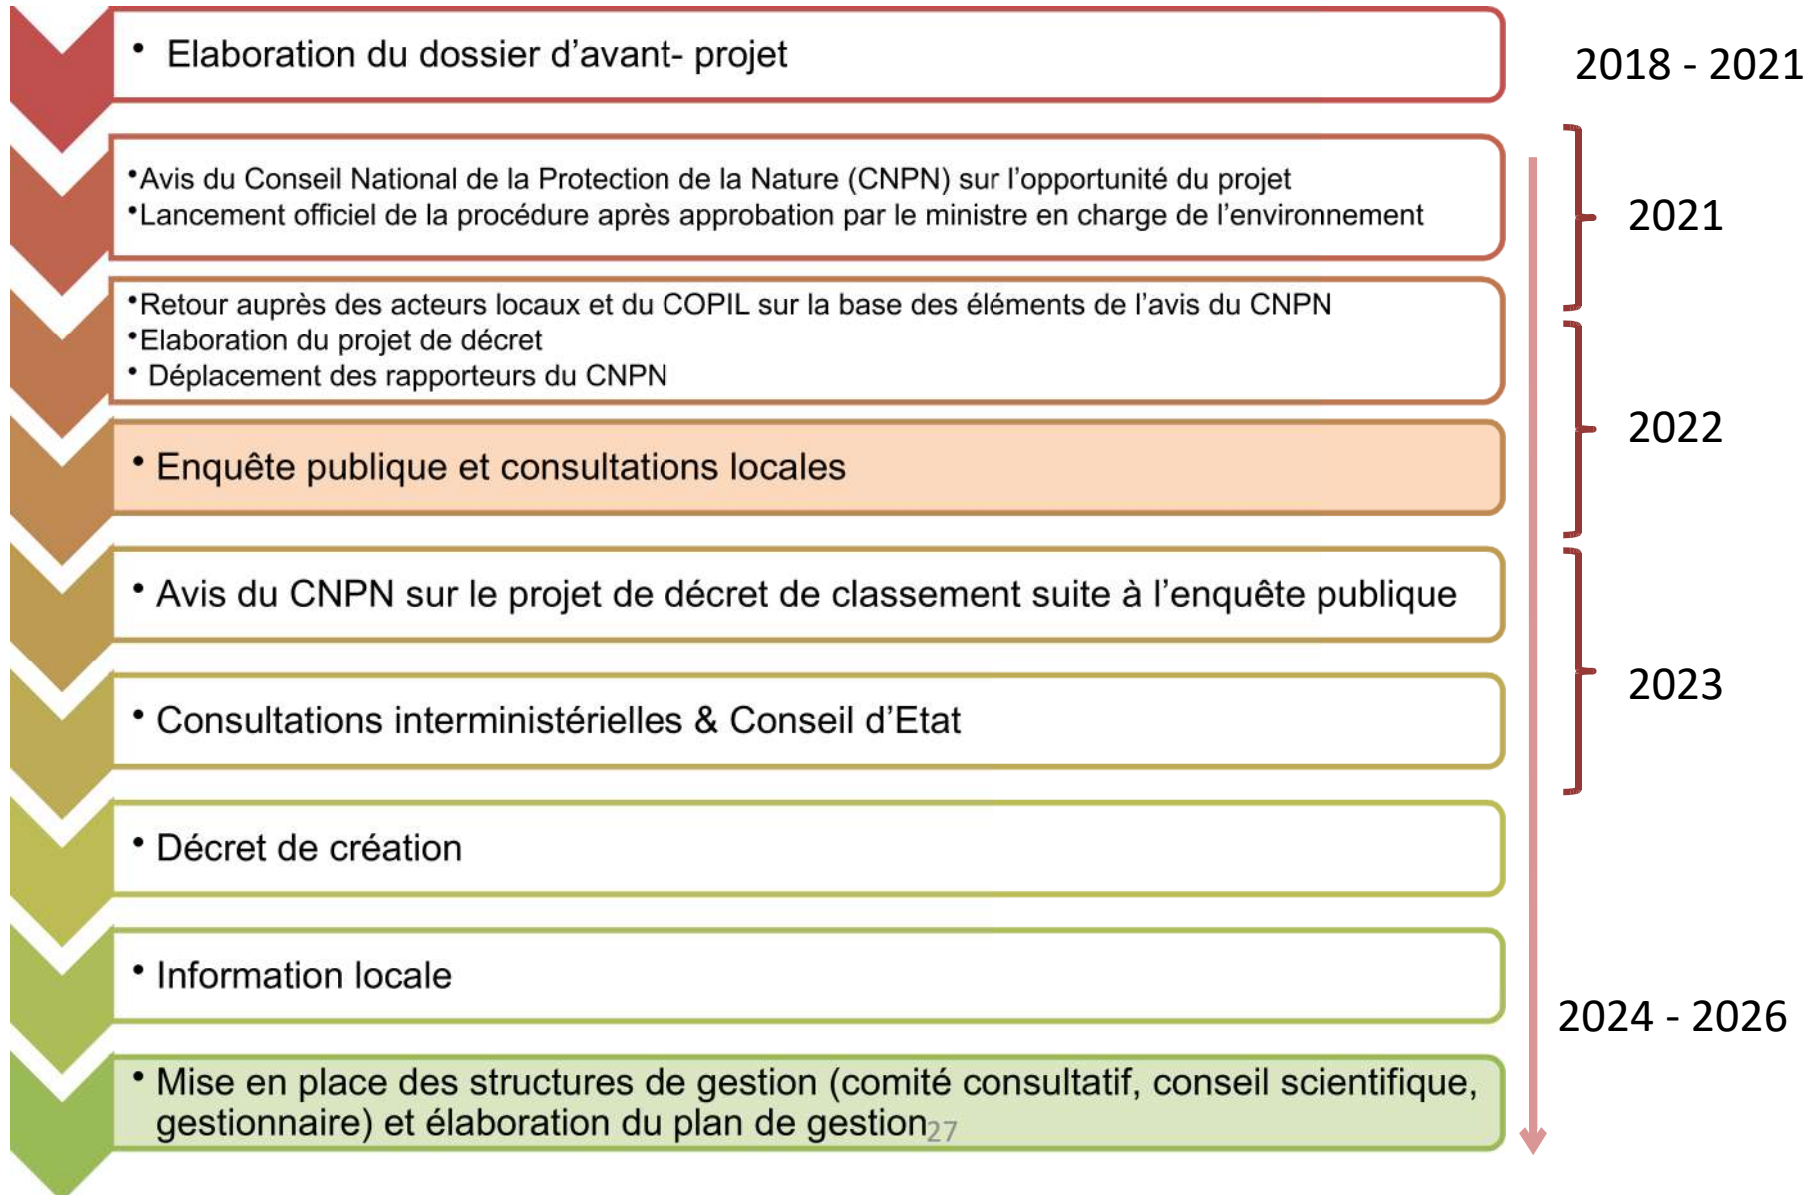 • Elaboration du dossier d’avant- projet
2018 - 2021
•Avis du Conseil National de la Protection de la Nature (CNPN) sur l’opportunité du projet
•Lancement officiel de la procédure après approbation par le ministre en charge de l’environnement
2021
•Retour auprès des acteurs locaux et du COPIL sur la base des éléments de l’avis du CNPN
•Elaboration du projet de décret
• Déplacement des rapporteurs du CNPN
2022
• Enquête publique et consultations locales
• Avis du CNPN sur le projet de décret de classement suite à l’enquête publique
2023
• Consultations interministérielles & Conseil d’Etat
• Décret de création
• Information locale
2024 - 2026
• Mise en place des structures de gestion (comité consultatif, conseil scientifique,
gestionnaire) et élaboration du plan de gestion
27